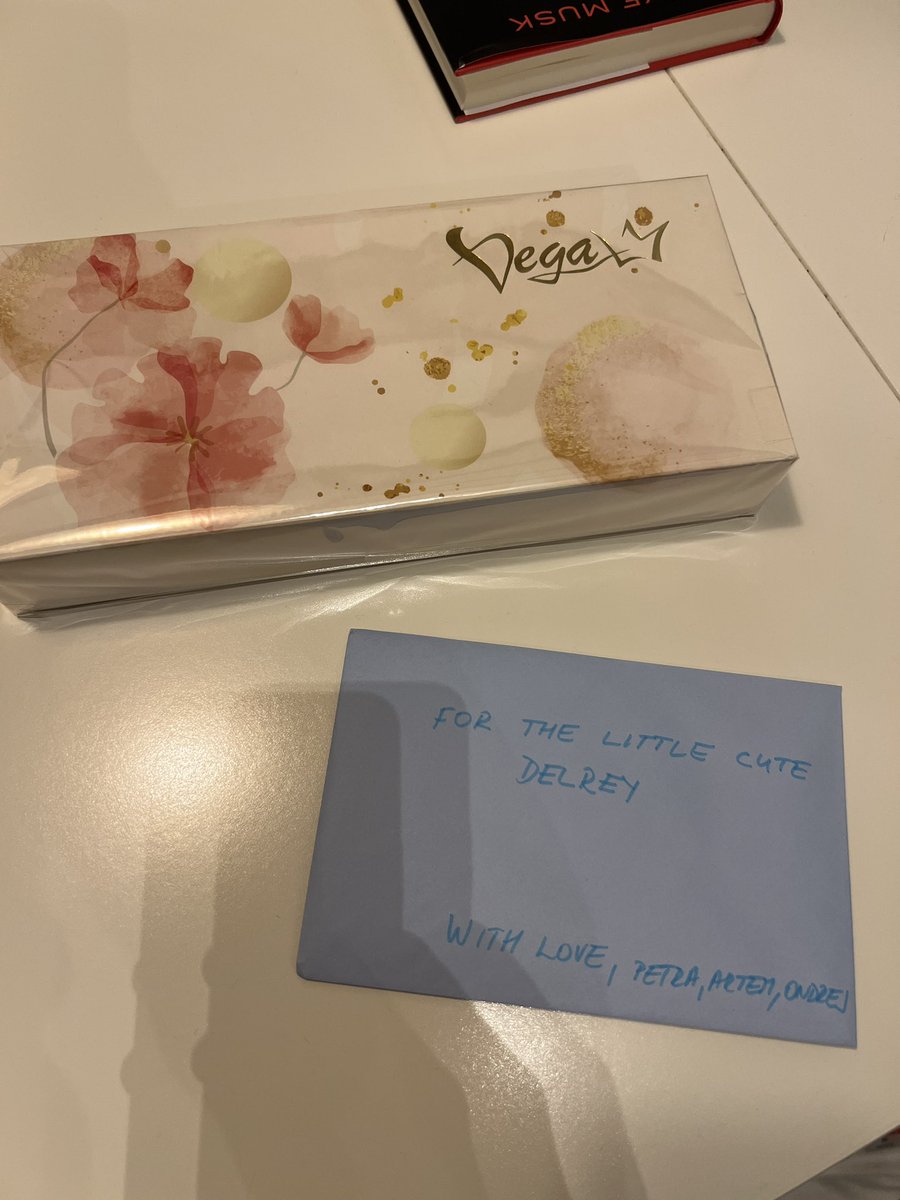 MUSK
Vega
FOR THE LITTLE CUTE
DELREY
WITH LOVE, PETRA, ARTEM, ONDREJ